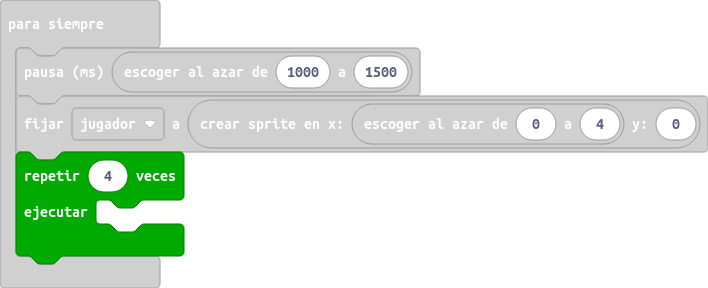 para siempre
pausa (ms) escoger al azar de 1000 a 1500
fijar jugador a crear sprite en x: escoger al azar de 0 a 4 y: 0
repetir 4 veces
ejecutar